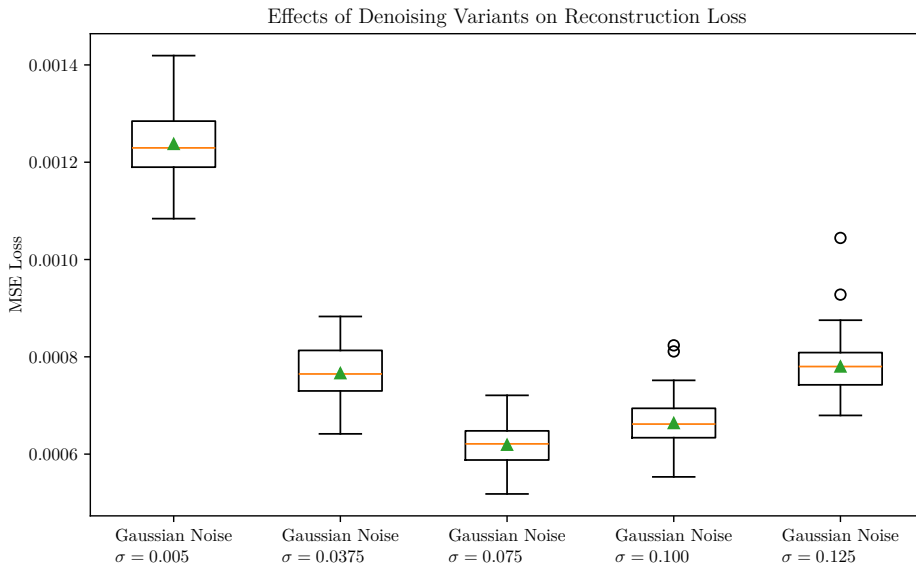 Effects of Denoising Variants on Reconstruction Loss
MSE Loss
0.0014
0.0012
0.0010
0.0008
0.0006
Gaussian Noise
σ = 0.005
Gaussian Noise
σ = 0.0375
Gaussian Noise
σ = 0.075
Gaussian Noise
σ = 0.100
Gaussian Noise
σ = 0.125